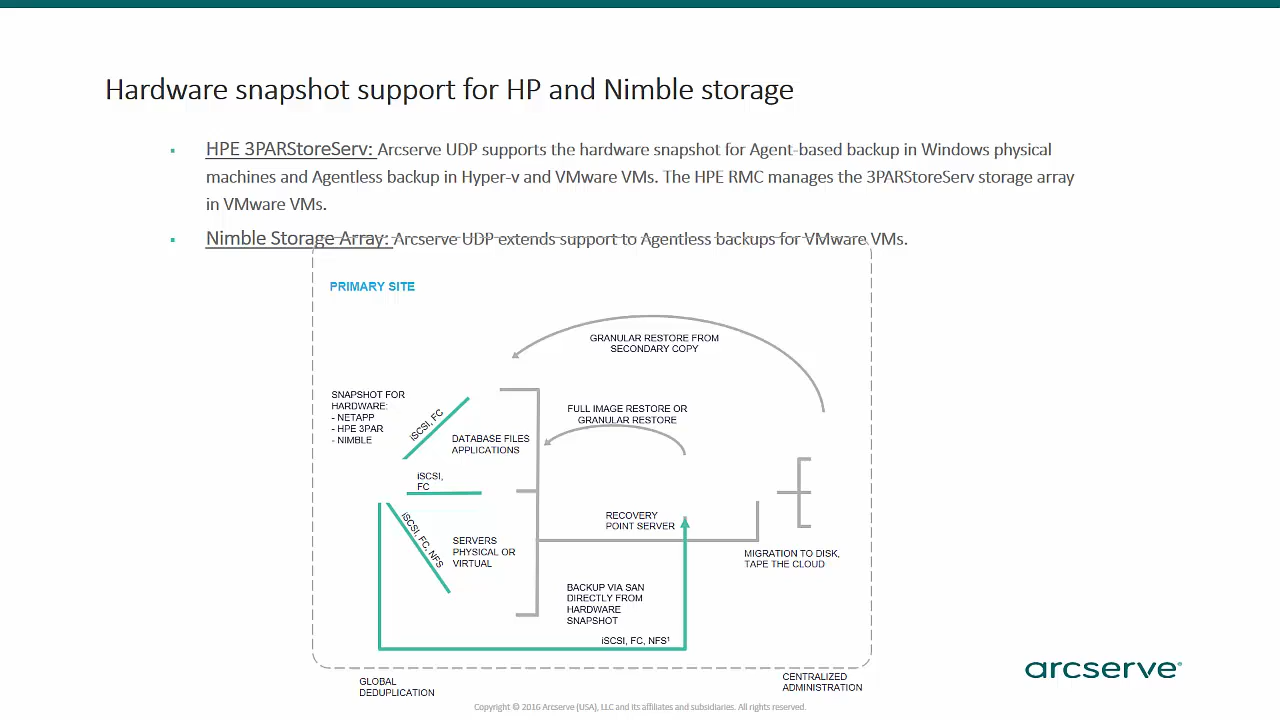 Hardware snapshot support for HP and Nimble storage
▪ HPE 3PARStoreServ: Arcserve UDP supports the hardware snapshot for Agent-based backup in Windows physical
machines and Agentless backup in Hyper-v and VMware VMs. The HPE RMC manages the 3PARStoreServ storage array
in VMware VMs.
▪ Nimble Storage Array: Arcserve UDP extends support to Agentless backups for VMware VMs.
PRIMARY SITE
GRANULAR RESTORE FROM
SECONDARY COPY
SNAPSHOT FOR
HARDWARE:
- NETAPP
- HPE 3PAR
- NIMBLE
iSCSI, FC
FULL IMAGE RESTORE OR
GRANULAR RESTORE
DATABASE FILES
APPLICATIONS
iSCSI,
FC
iSCSI, FC, NFS
RECOVERY
POINT SERVER
SERVERS
PHYSICAL OR
VIRTUAL
MIGRATION TO DISK,
TAPE THE CLOUD
BACKUP VIA SAN
DIRECTLY FROM
HARDWARE
SNAPSHOT
iSCSI, FC, NFS¹
arcserve®
GLOBAL
DEDUPLICATION
CENTRALIZED
ADMINISTRATION
Copyright © 2016 Arcserve (USA), LLC and its affiliates and subsidiaries. All rights reserved.